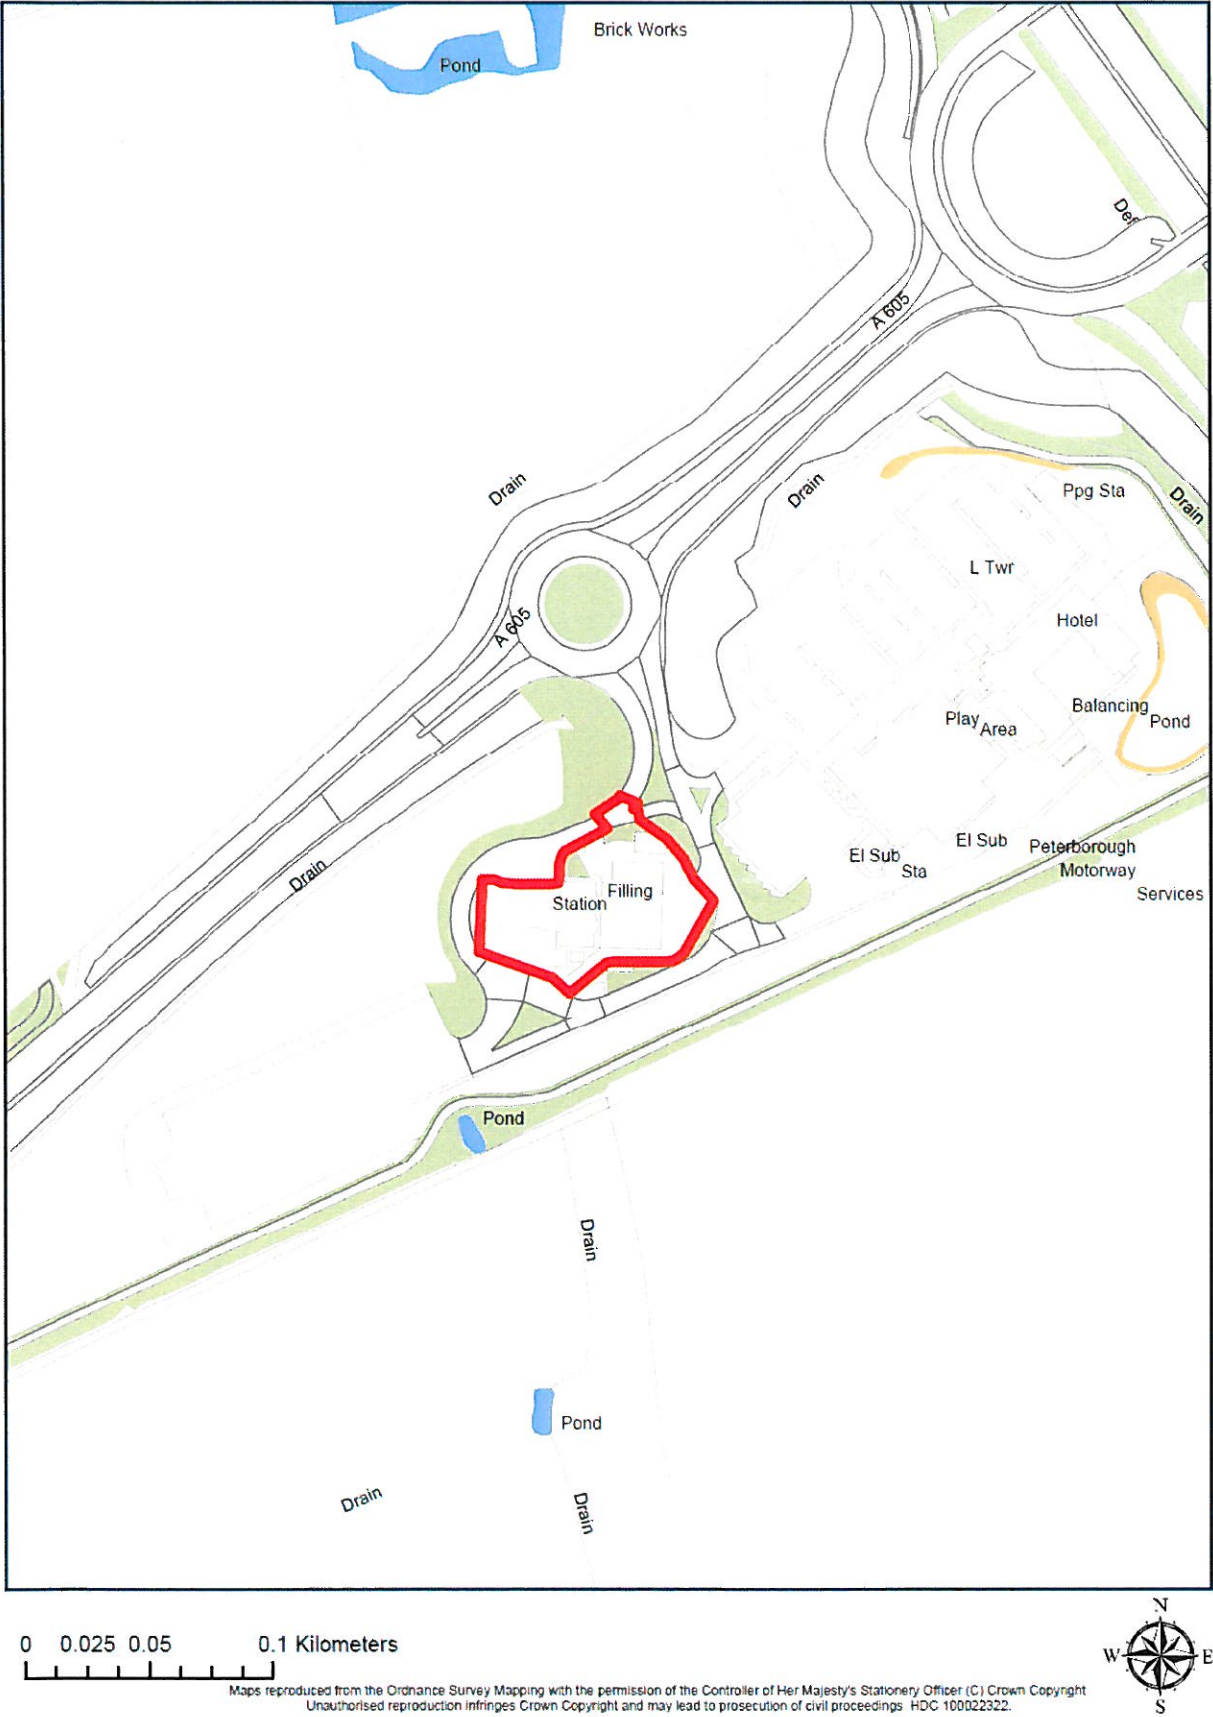 Brick Works
Pond
Def
A 605
Drain
Drain
Ppg Sta
Drain
L Twr
A 605
Hotel
Balancing
Pond
Play
Area
El Sub
Sta
El Sub
Peterborough
Motorway
Services
Drain
Filling
Station
Pond
Drain
Pond
Drain
Drain
0 0.025 0.05 0.1 Kilometers
N
W E
S
Maps reproduced from the Ordnance Survey Mapping with the permission of the Controller of Her Majesty's Stationery Officer (C) Crown Copyright
Unauthorised reproduction infringes Crown Copyright and may lead to prosecution of civil proceedings HDC 100022322.